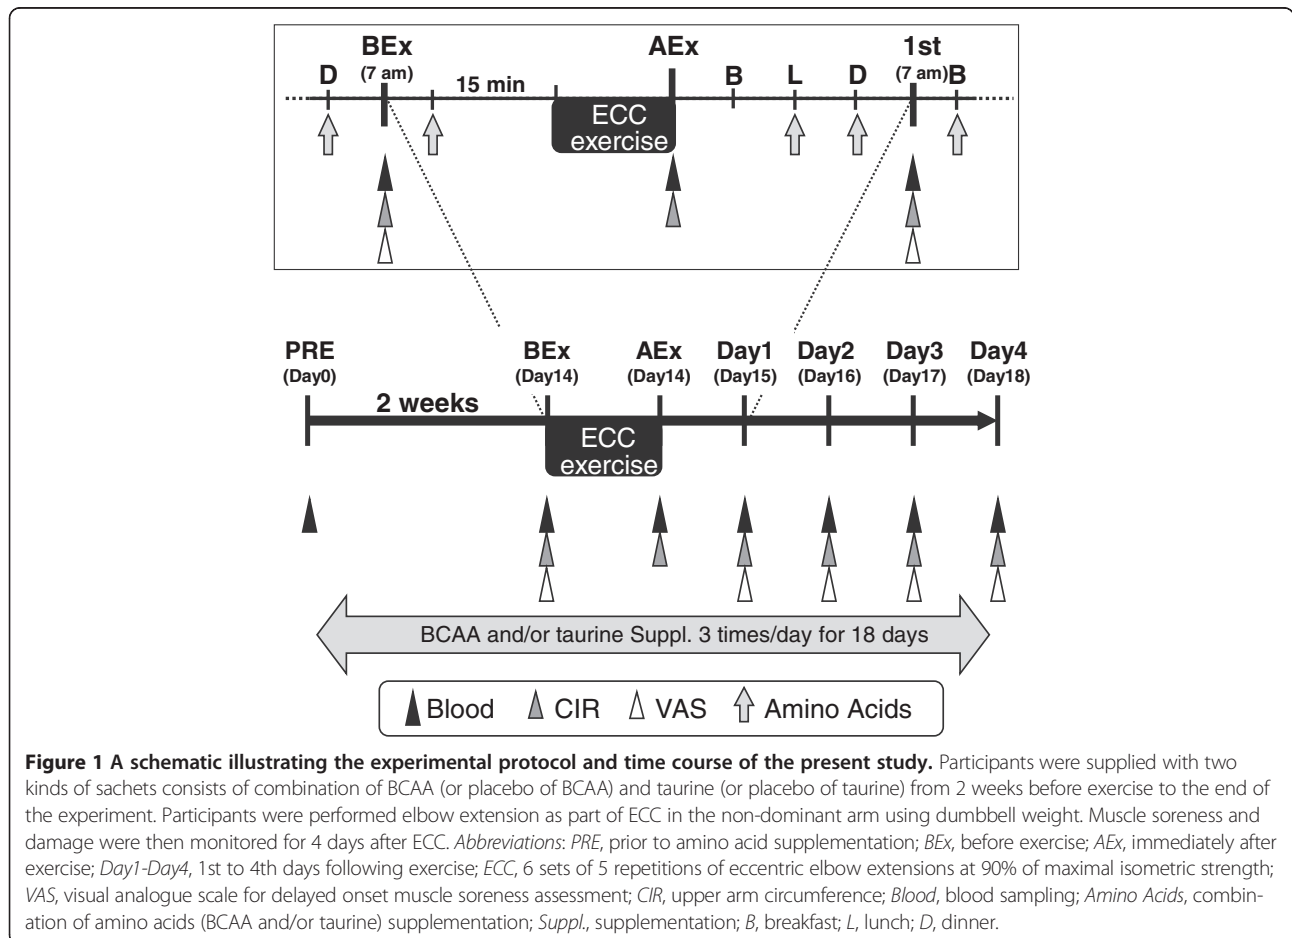 BEx
AEx
1st
D
(7 am)
15 min
B
L
D
(7 am)
B
ECC
exercise
PRE
BEx
AEx
Day1
Day2
Day3
Day4
(Day0)
(Day14)
(Day14)
(Day15)
(Day16)
(Day17)
(Day18)
2 weeks
ECC
exercise
BCAA and/or taurine Suppl. 3 times/day for 18 days
Blood
CIR
VAS
Amino Acids
Figure 1 A schematic illustrating the experimental protocol and time course of the present study. Participants were supplied with two
kinds of sachets consists of combination of BCAA (or placebo of BCAA) and taurine (or placebo of taurine) from 2 weeks before exercise to the end of
the experiment. Participants were performed elbow extension as part of ECC in the non-dominant arm using dumbbell weight. Muscle soreness and
damage were then monitored for 4 days after ECC. Abbreviations: PRE, prior to amino acid supplementation; BEx, before exercise; AEx, immediately after
exercise; Day1-Day4, 1st to 4th days following exercise; ECC, 6 sets of 5 repetitions of eccentric elbow extensions at 90% of maximal isometric strength;
VAS, visual analogue scale for delayed onset muscle soreness assessment; CIR, upper arm circumference; Blood, blood sampling; Amino Acids, combin-
ation of amino acids (BCAA and/or taurine) supplementation; Suppl., supplementation; B, breakfast; L, lunch; D, dinner.